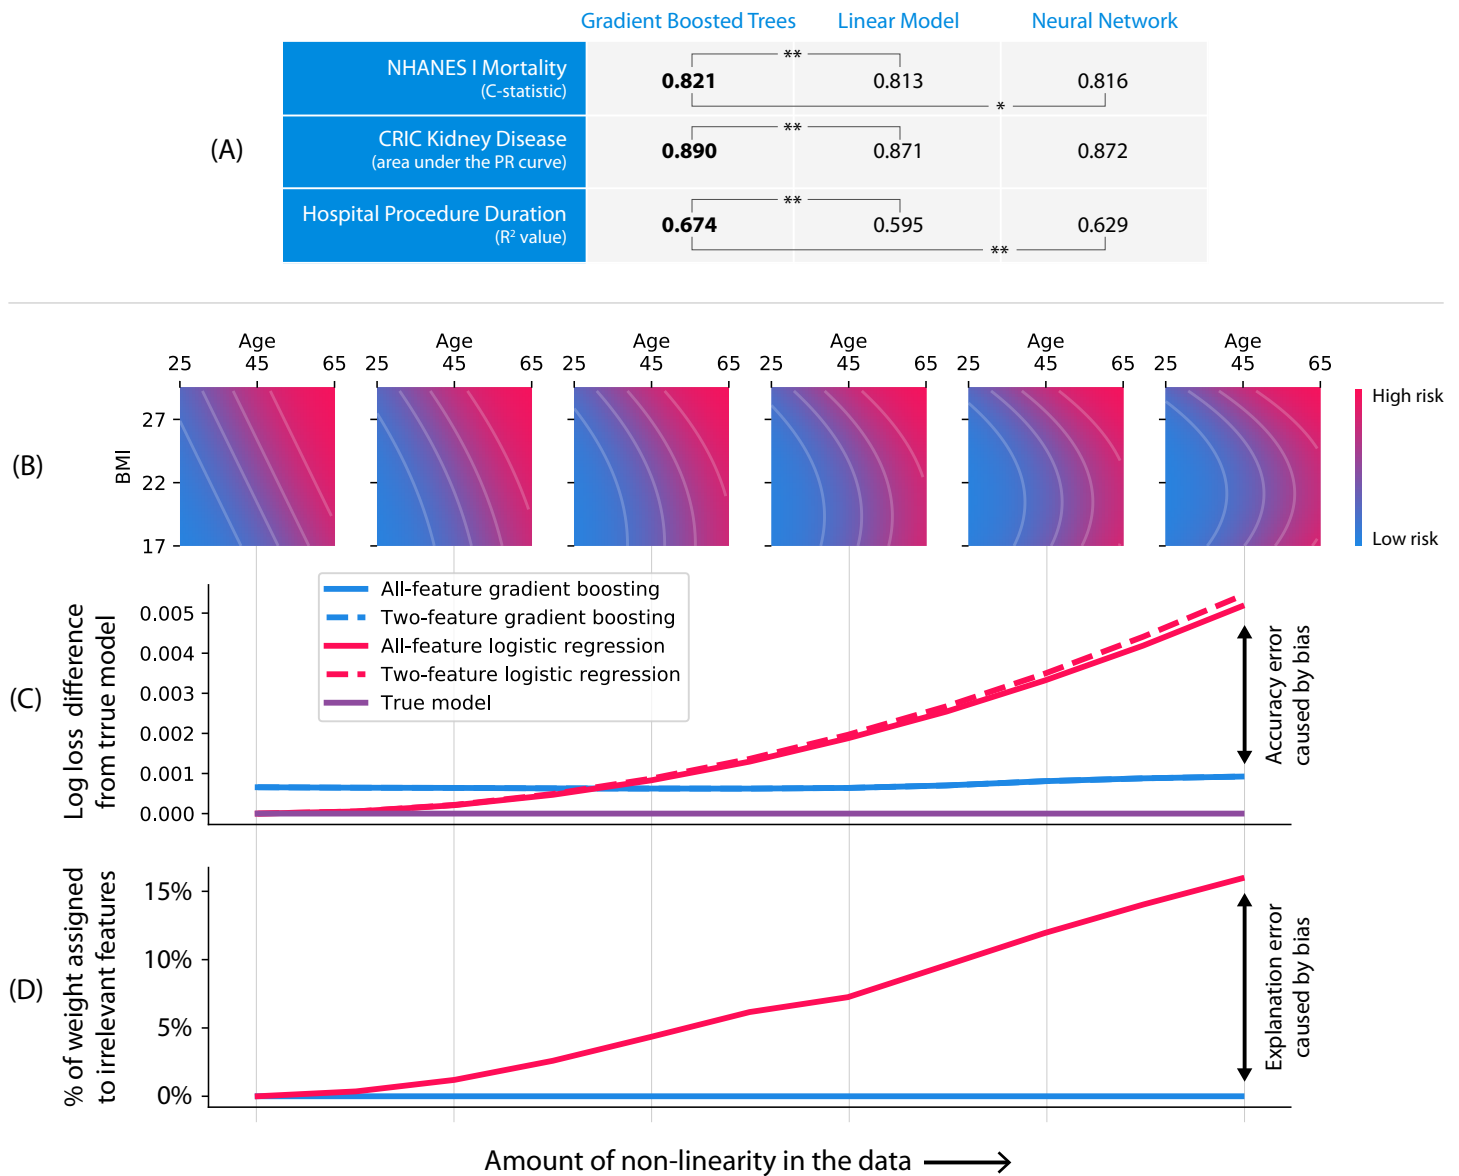 Gradient Boosted Trees Linear Model Neural Network
(A)
NHANES I Mortality
(C-statistic)
0.821 ** 0.813 * 0.816
CRIC Kidney Disease
(area under the PR curve)
0.890 ** 0.871 0.872
Hospital Procedure Duration
(R² value)
0.674 ** 0.595 ** 0.629
(B)
Age Age Age Age Age Age
25 45 65 25 45 65 25 45 65 25 45 65 25 45 65 25 45 65
BMI
27
22
17
High risk
Low risk
(C)
Log loss difference
from trrue model
0.005
0.004
0.003
0.002
0.001
0.000
All-feature gradient boosting
Two-feature gradient boosting
All-feature logistic regression
Two-feature logistic regression
True model
Accuracy error
caused by bias
(D)
% of weight assigned
to irrelevant features
15%
10%
5%
0%
Explanation error
caused by bias
Amount of non-linearity in the data